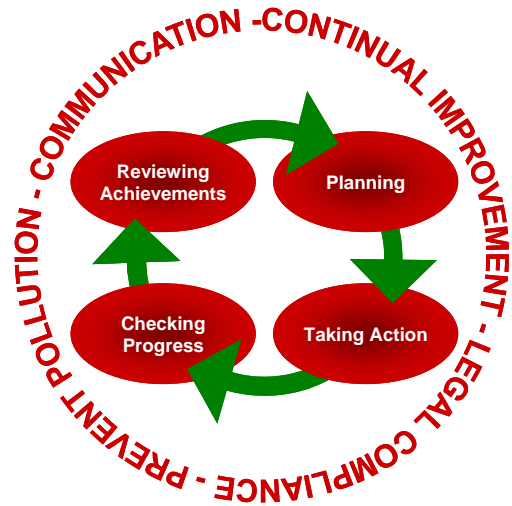 COMMUNICATION -CONTINUAL IMPROVEMENT - LEGAL COMPLIANCE - PREVENT POLLUTION -
Reviewing
Achievements
Planning
Checking
Progress
Taking Action